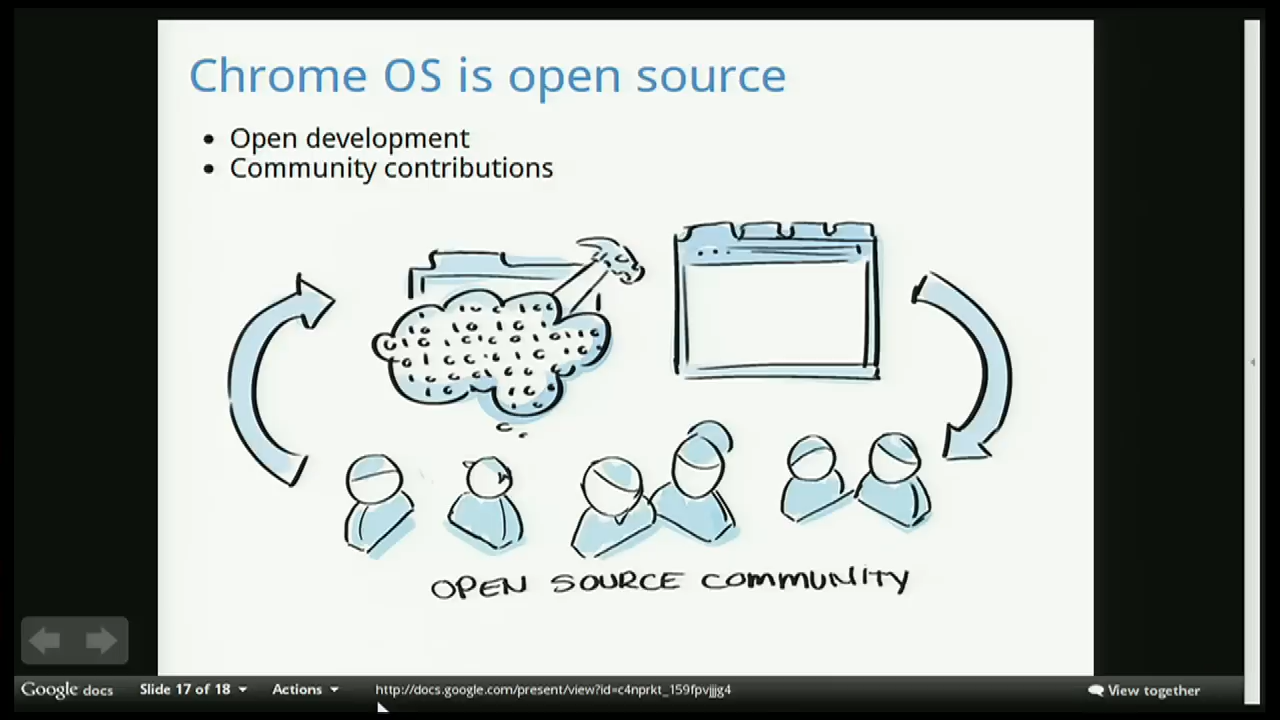 Chrome OS is open source
• Open development
• Community contributions
OPEN SOURCE COMMUNITY
Google docs Slide 17 of 18 Actions http://docs.google.com/present/view?id=c4nprkt_159fpvjjjg4 View together